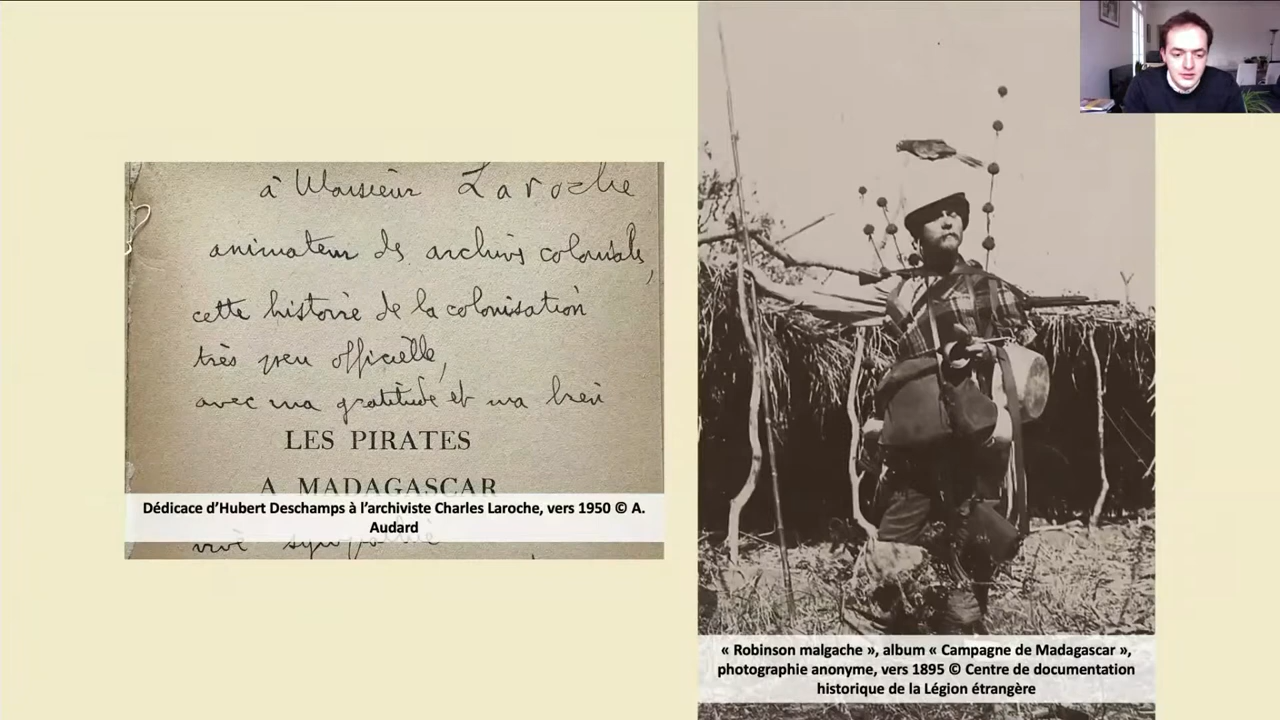 à Monsieur Laroche
animateur des archives coloniales,
cette histoire de la colonisation
très peu officielle,
avec ma gratitude et ma bien
LES PIRATES
A MADAGASCAR
Dédicace d’Hubert Deschamps à l’archiviste Charles Laroche, vers 1950 © A.
Audard
vive sympathie
« Robinson malgache », album « Campagne de Madagascar »,
photographie anonyme, vers 1895 © Centre de documentation
historique de la Légion étrangère